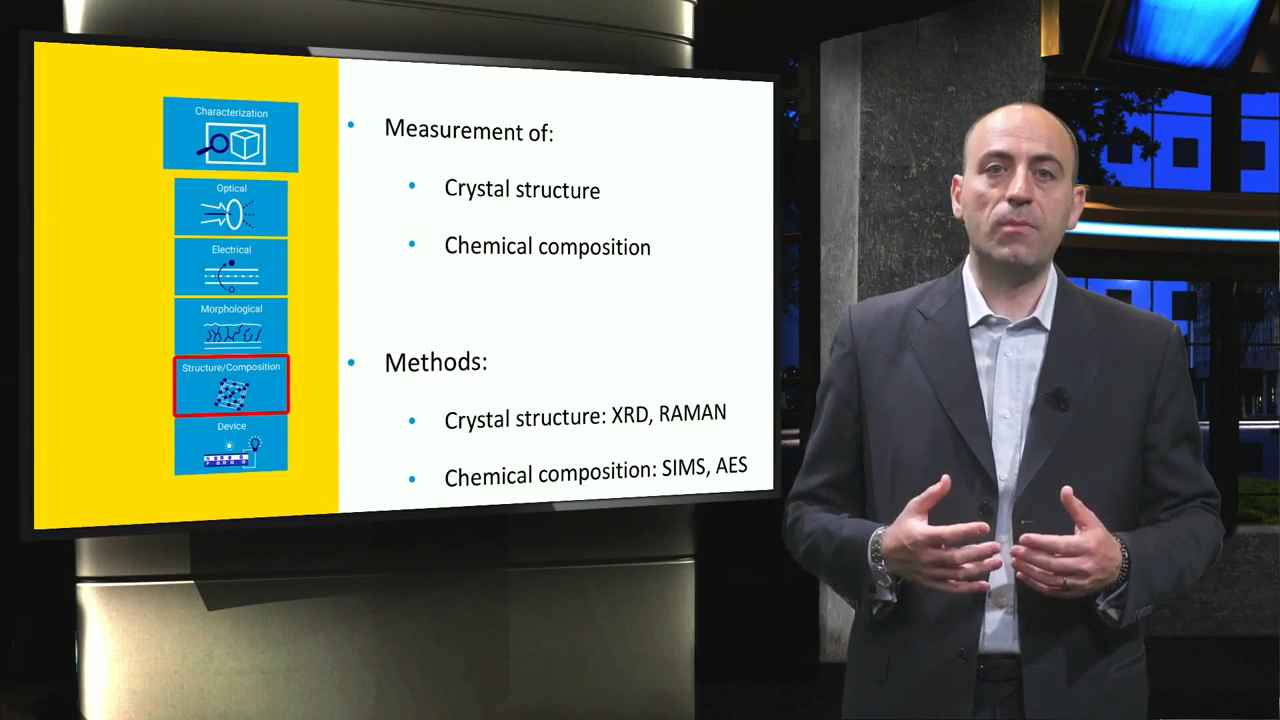 Characterization
Optical
Electrical
Morphological
Structure/Composition
Device
• Measurement of:
• Crystal structure
• Chemical composition
• Methods:
• Crystal structure: XRD, RAMAN
• Chemical composition: SIMS, AES